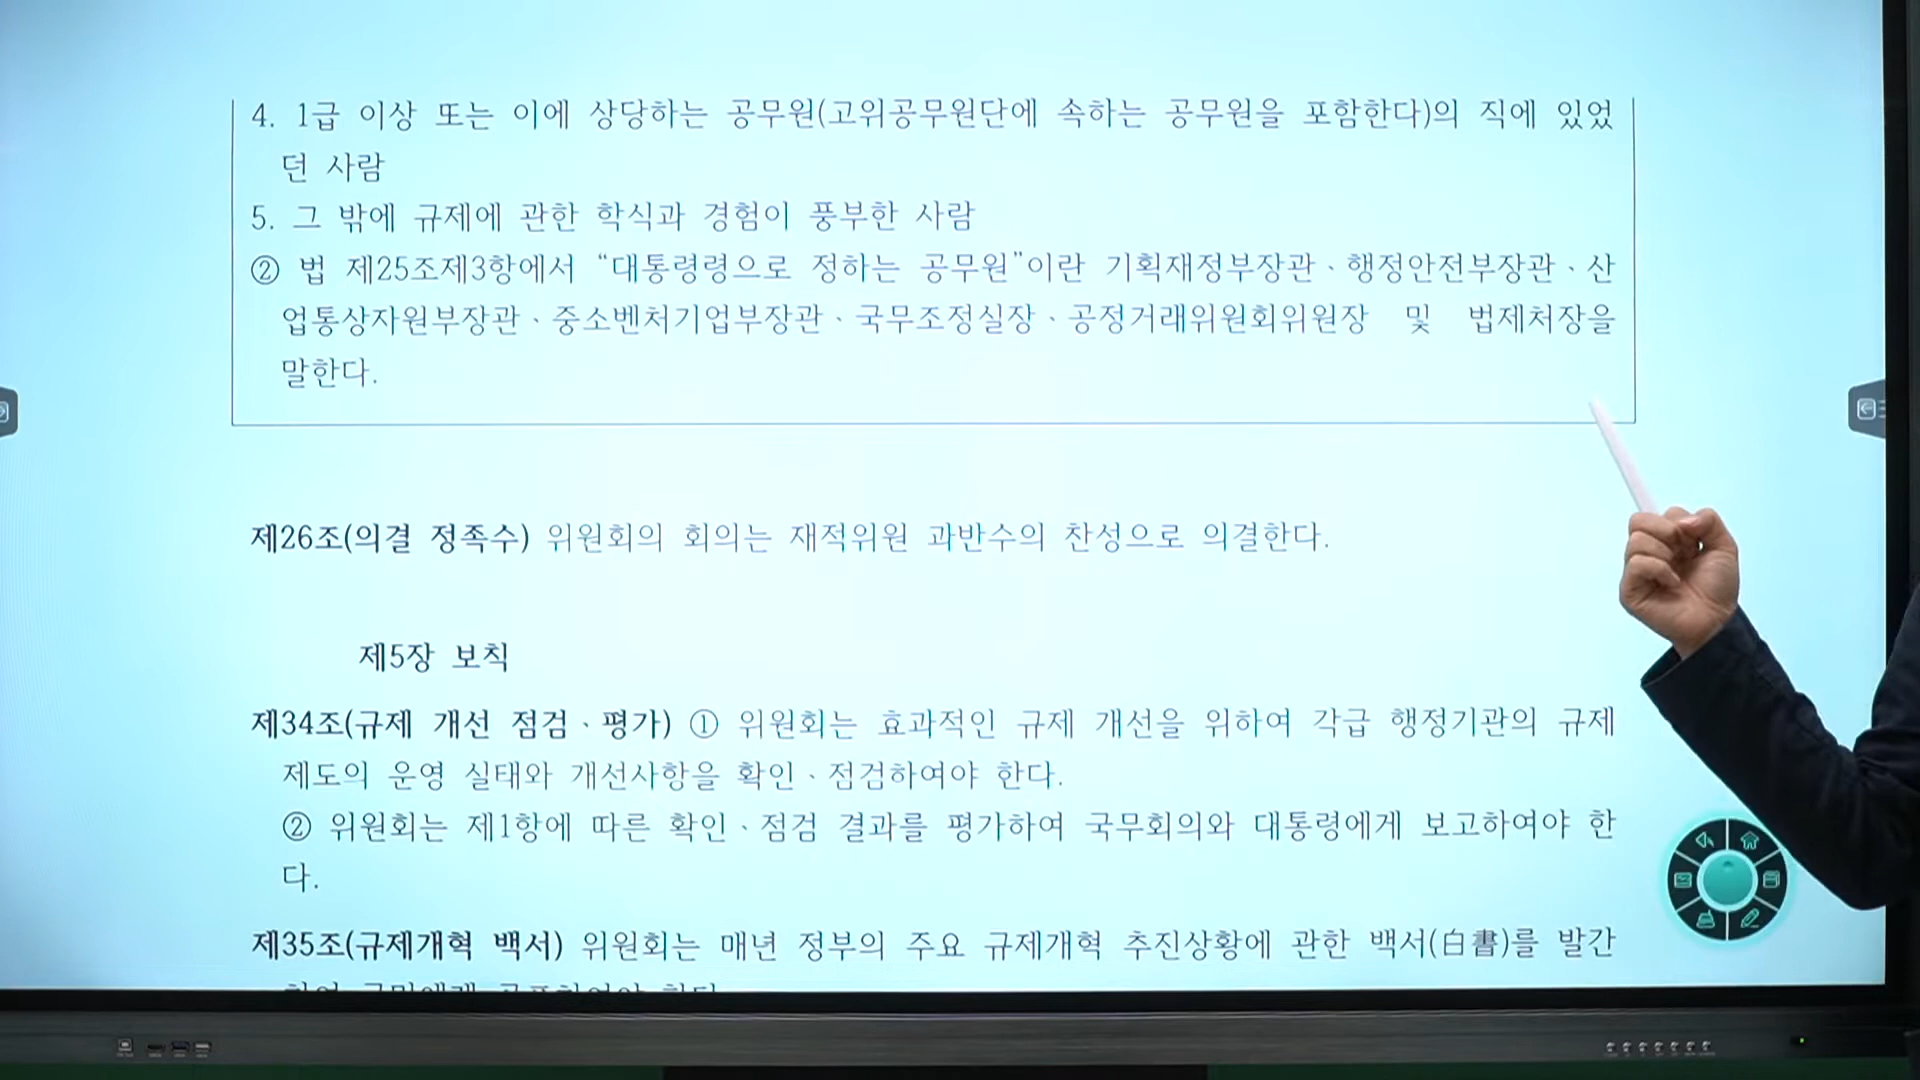 4. 1급 이상 또는 이에 상당하는 공무원(고위공무원단에 속하는 공무원을 포함한다)의 직에 있었
던 사람
5. 그 밖에 규제에 관한 학식과 경험이 풍부한 사람
② 법 제25조제3항에서 “대통령령으로 정하는 공무원”이란 기획재정부장관ㆍ행정안전부장관ㆍ산
업통상자원부장관ㆍ중소벤처기업부장관ㆍ국무조정실장ㆍ공정거래위원회위원장 및 법제처장을
말한다.
제26조(의결 정족수) 위원회의 회의는 재적위원 과반수의 찬성으로 의결한다.
제5장 보칙
제34조(규제 개선 점검ㆍ평가) ① 위원회는 효과적인 규제 개선을 위하여 각급 행정기관의 규제
제도의 운영 실태와 개선사항을 확인ㆍ점검하여야 한다.
② 위원회는 제1항에 따른 확인ㆍ점검 결과를 평가하여 국무회의와 대통령에게 보고하여야 한
다.
제35조(규제개혁 백서) 위원회는 매년 정부의 주요 규제개혁 추진상황에 관한 백서(白書)를 발간